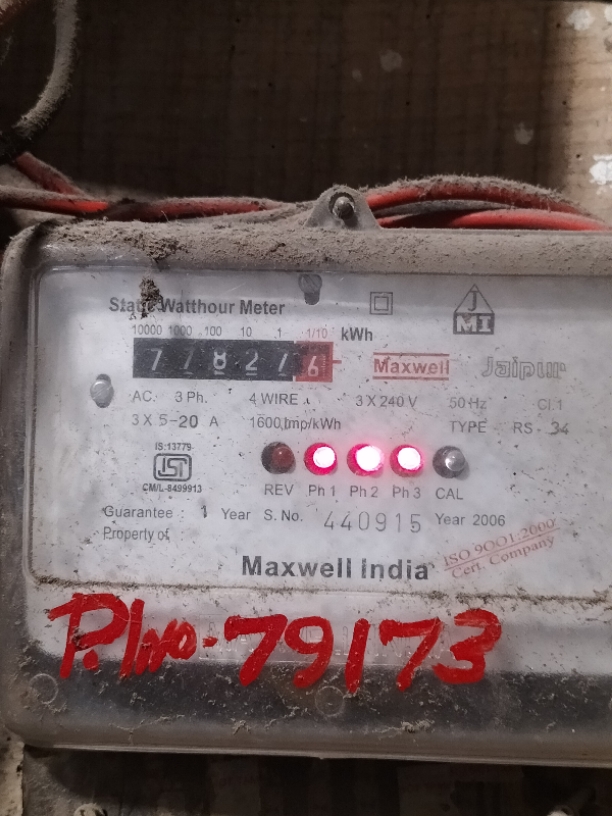 Static Watthour Meter
J
MI
10000 1000 100 10 1 1/10 kWh
7 7 8 2 7 6
Maxwell Jaipur
AC. 3 Ph. 4 WIRE 3 X 240 V 50 Hz Cl.1
3 X 5-20 A 1600 Imp/kWh TYPE RS - 34
IS:13779
ISI
CM/L-8499913
REV Ph 1 Ph 2 Ph 3 CAL
Guarantee : 1 Year S. No. 440915 Year 2006
Property of
Maxwell India
ISO 9001:2000
Cert. Company
P.Ino.-79173